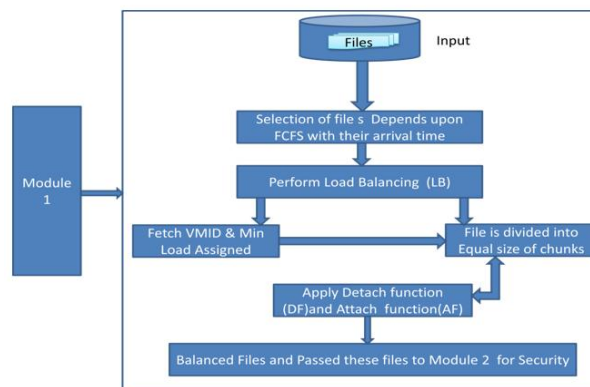 Files
Input
Selection of file s Depends upon
FCFS with their arrival time
Module
1
Perform Load Balancing (LB)
Fetch VMID & Min
Load Assigned
File is divided into
Equal size of chunks
Apply Detach function
(DF)and Attach function(AF)
Balanced Files and Passed these files to Module 2 for Security